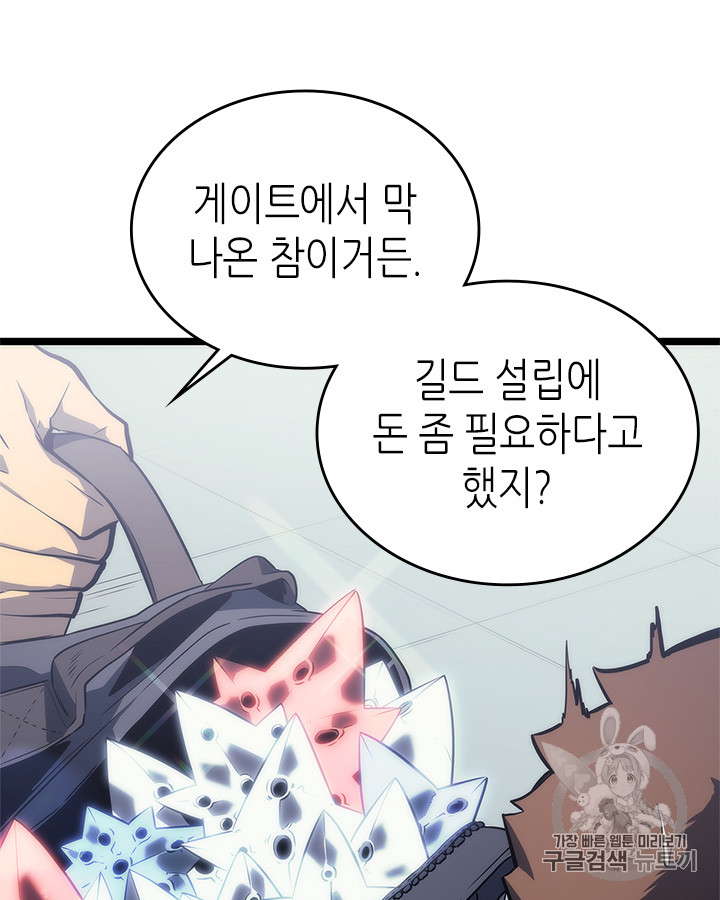 게이트에서 막
나온 참이거든.
길드 설립에
돈 좀 필요하다고
했지?
가장 빠른 웹툰 미리보기
구글검색 뉴토끼